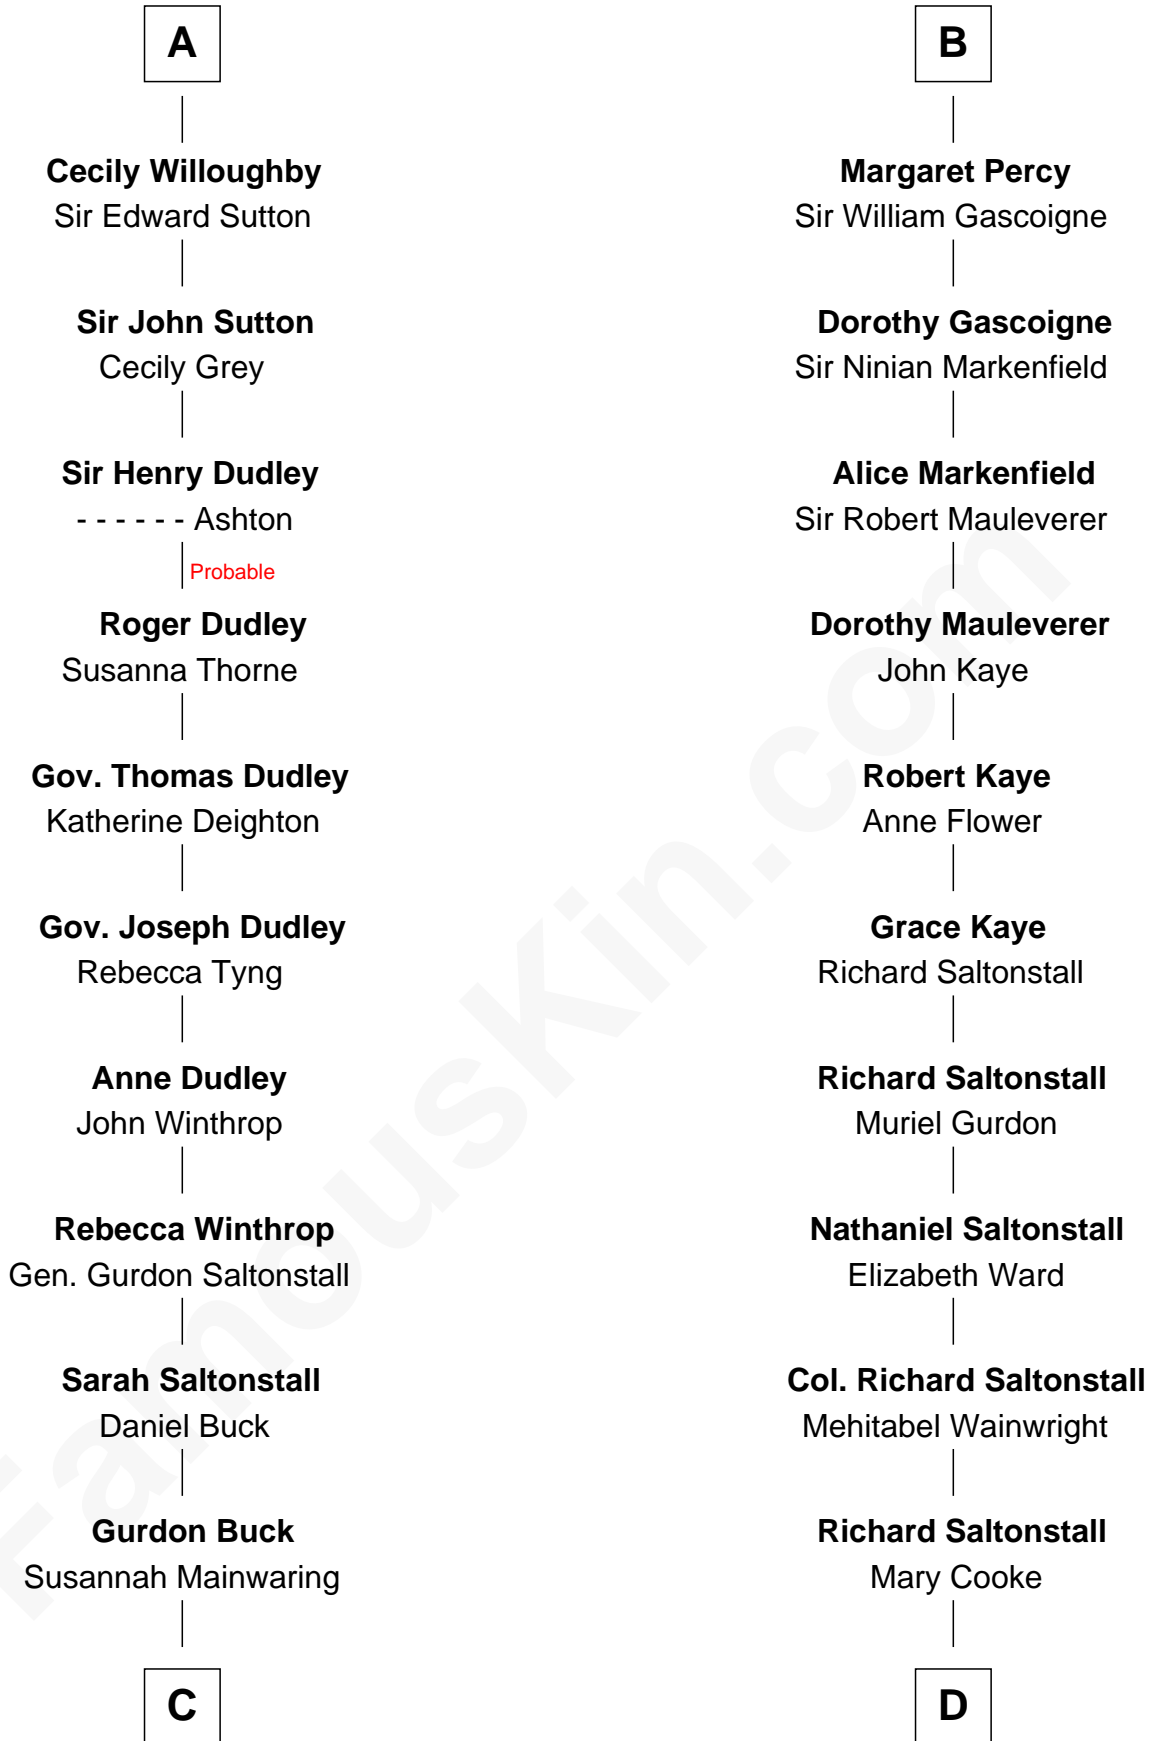 A
Cecily Willoughby
Sir Edward Sutton
Sir John Sutton
Cecily Grey
Sir Henry Dudley
- - - - - - Ashton
Probable
Roger Dudley
Susanna Thorne
Gov. Thomas Dudley
Katherine Deighton
Gov. Joseph Dudley
Rebecca Tyng
Anne Dudley
John Winthrop
Rebecca Winthrop
Gen. Gurdon Saltonstall
Sarah Saltonstall
Daniel Buck
Gurdon Buck
Susannah Mainwaring
C
B
Margaret Percy
Sir William Gascoigne
Dorothy Gascoigne
Sir Ninian Markenfield
Alice Markenfield
Sir Robert Mauleverer
Dorothy Mauleverer
John Kaye
Robert Kaye
Anne Flower
Grace Kaye
Richard Saltonstall
Richard Saltonstall
Muriel Gurdon
Nathaniel Saltonstall
Elizabeth Ward
Col. Richard Saltonstall
Mehitabel Wainwright
Richard Saltonstall
Mary Cooke
D
FamousKin.com